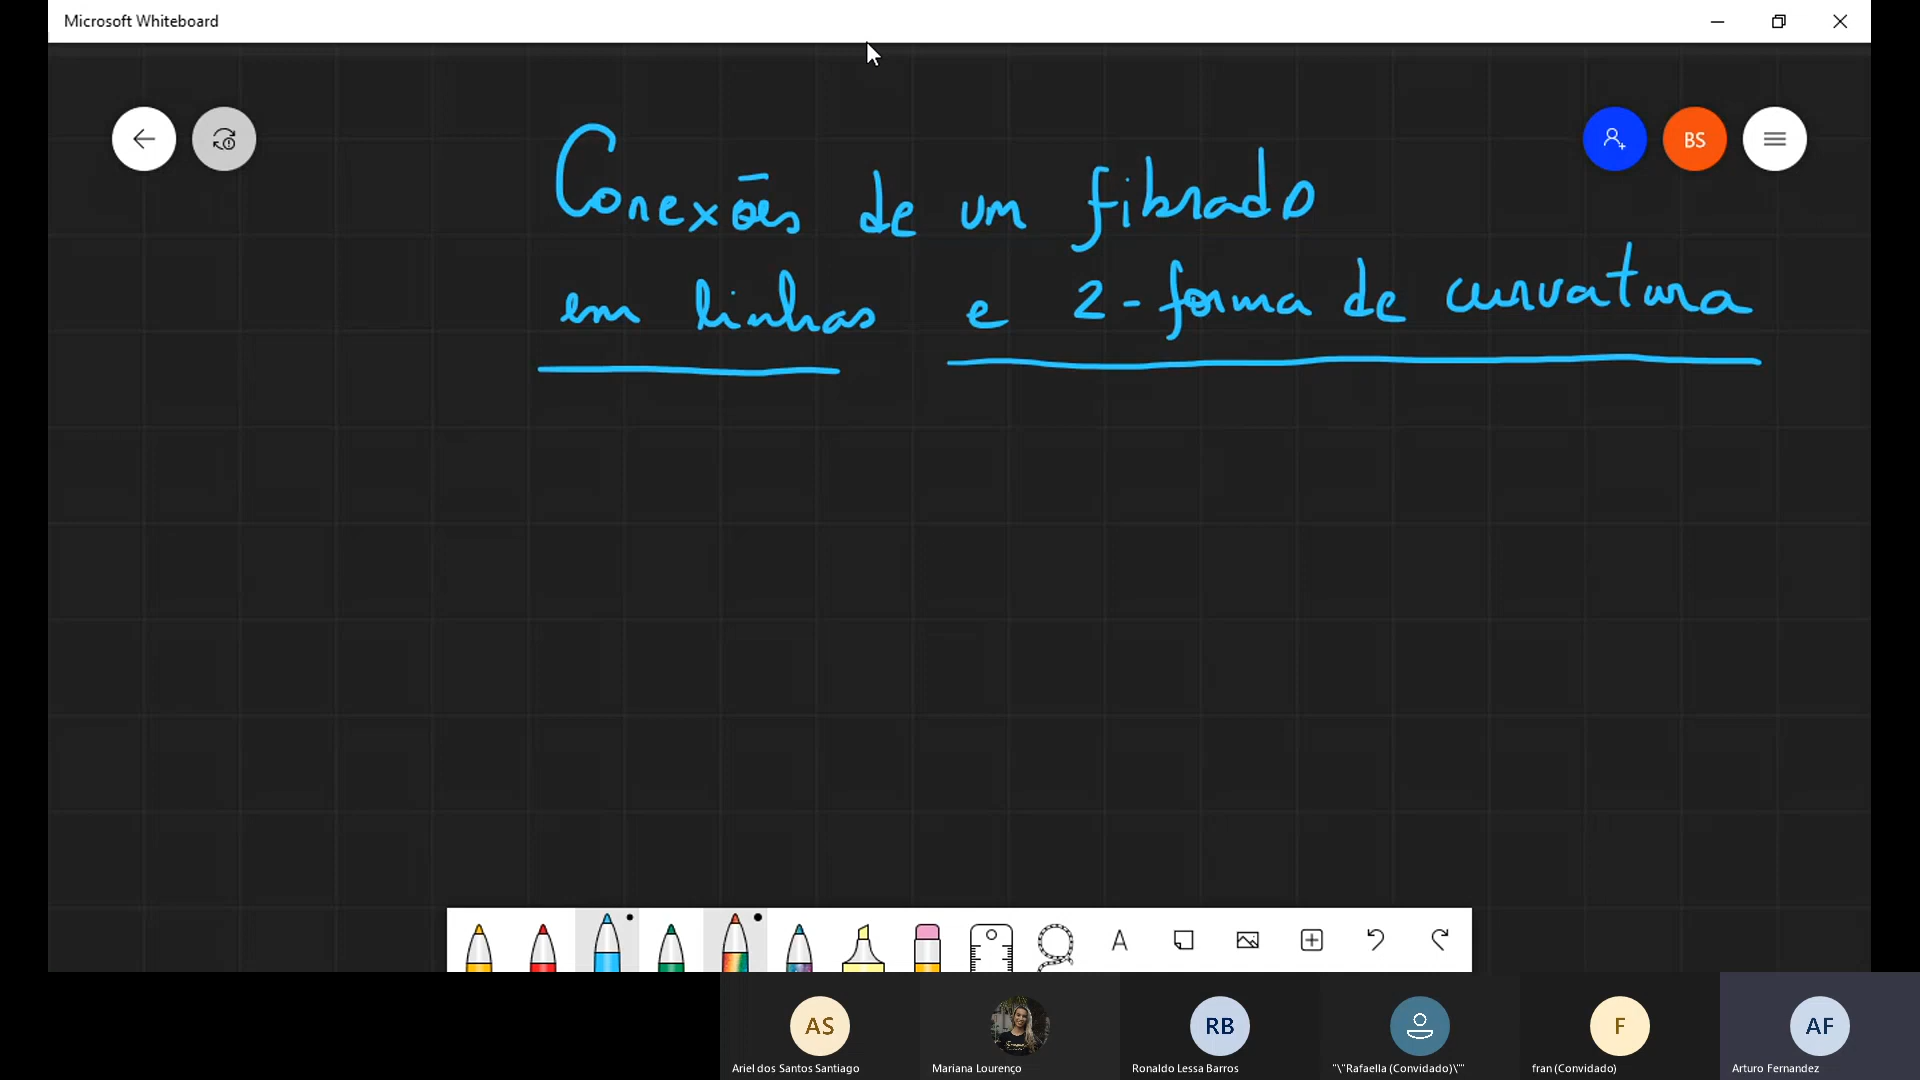 Microsoft Whiteboard
BS
Conexões de um fibrado
em linhas e 2-forma de curvatura
A
AS
RB
F
AF
Ariel dos Santos Santiago
Mariana Lourenço
Ronaldo Lessa Barros
"\"Rafaella (Convidado)\""
fran (Convidado)
Arturo Fernandez